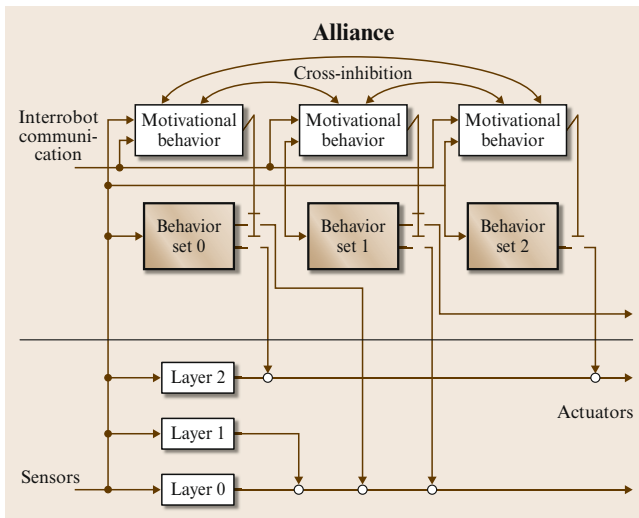 Alliance
Cross-inhibition
Interrobot
communi-
cation
Motivational
behavior
Motivational
behavior
Motivational
behavior
Behavior
set 0
Behavior
set 1
Behavior
set 2
Layer 2
Actuators
Layer 1
Sensors
Layer 0